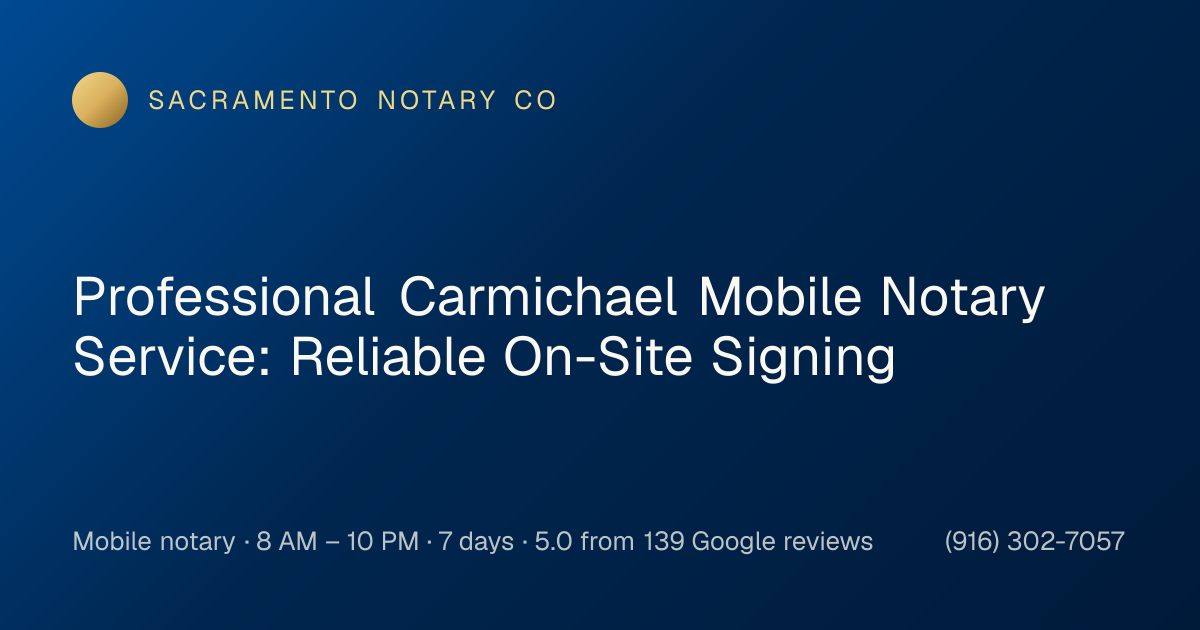 SACRAMENTO NOTARY CO
Professional Carmichael Mobile Notary
Service: Reliable On-Site Signing
Mobile notary · 8 AM – 10 PM · 7 days · 5.0 from 139 Google reviews
(916) 302-7057